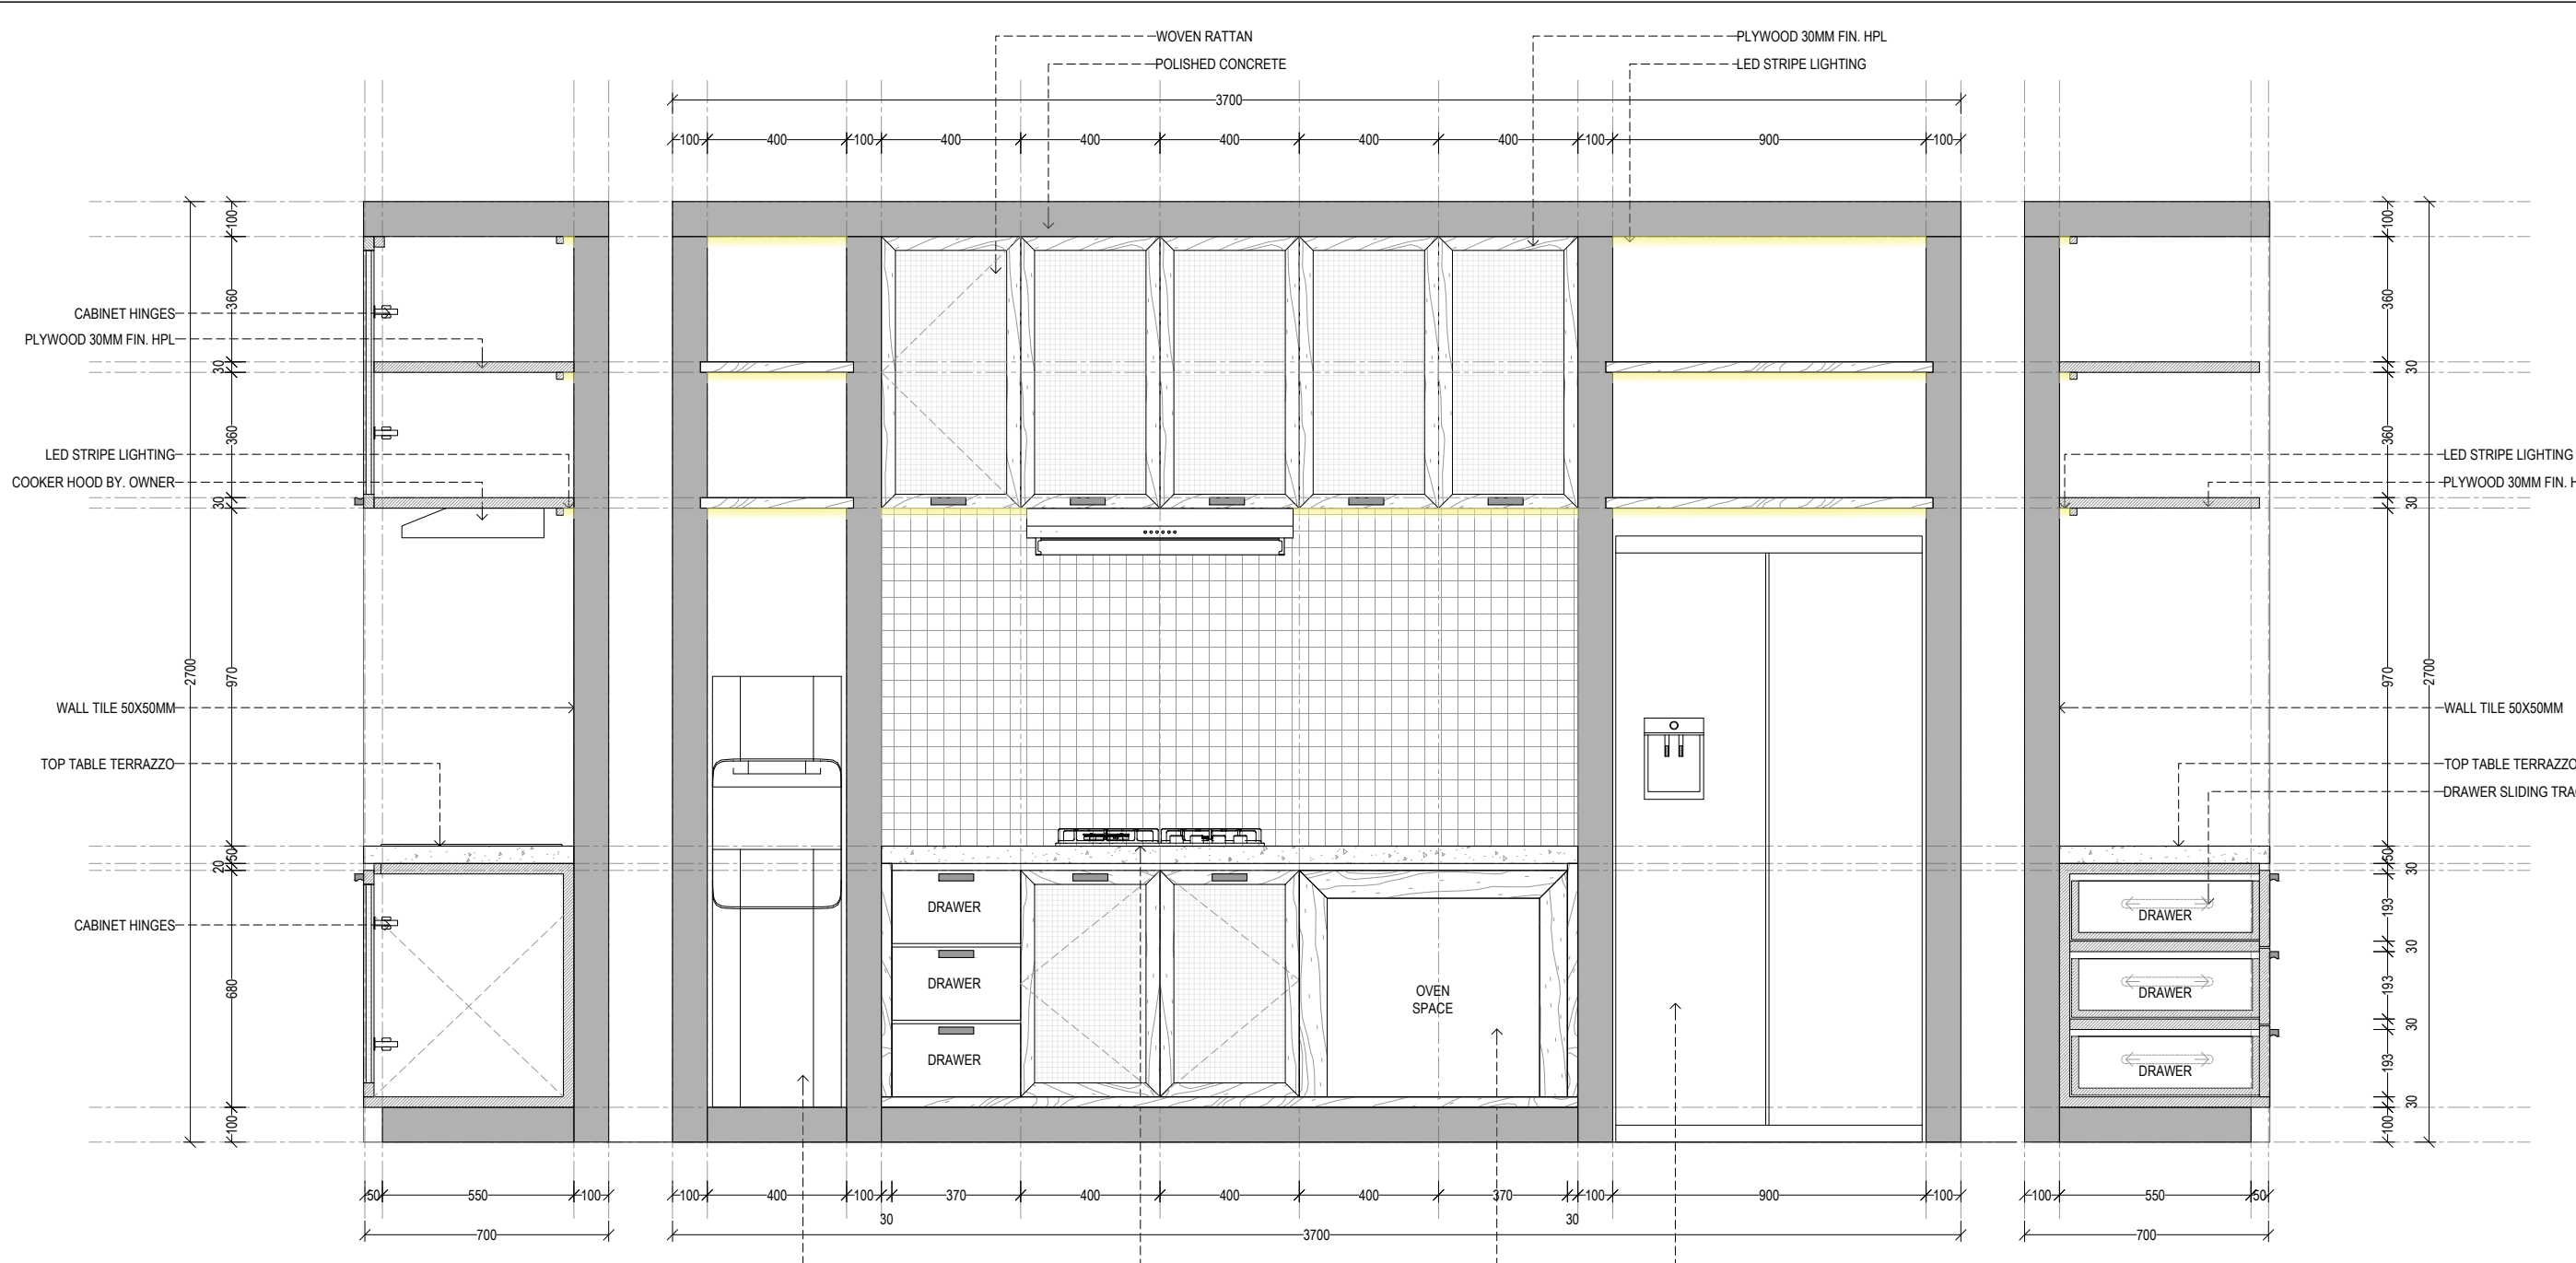 WOVEN RATTAN
POLISHED CONCRETE
PLYWOOD 30MM FIN. HPL
LED STRIPE LIGHTING
3700
100 400 100 400 400 400 400 400 100 900 100
CABINET HINGES
PLYWOOD 30MM FIN. HPL
LED STRIPE LIGHTING
COOKER HOOD BY. OWNER
WALL TILE 50X50MM
TOP TABLE TERRAZZO
CABINET HINGES
2700
100
360
30
360
30
970
50
20
680
100
DRAWER
DRAWER
DRAWER
OVEN
SPACE
DRAWER
DRAWER
DRAWER
100
360
360
970
50
193
193
193
100
30
30
30
30
30
30
2700
LED STRIPE LIGHTING
PLYWOOD 30MM FIN. H
WALL TILE 50X50MM
TOP TABLE TERRAZZO
DRAWER SLIDING TRA
50 550 100
700
100 400 100 370 400 400 400 370 100 900 100
30 30
3700
100 550 50
700